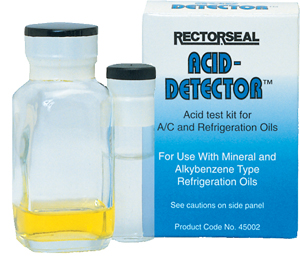 RECTORSEAL
ACID-
DETECTOR™
Acid test kit for
A/C and Refrigeration Oils
For Use With Mineral and
Alkybenzene Type
Refrigeration Oils
See cautions on side panel
Product Code No. 45002